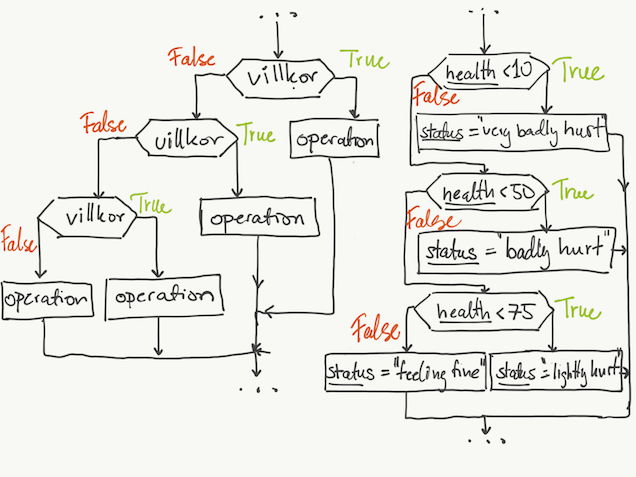 ...
False
villkor
True
False
villkor
True
operation
False
villkor
True
operation
operation
operation
...
...
health <10
True
False
status ="very badly hurt"
health <50
True
False
status ="badly hurt"
health <75
True
False
status ="feeling fine"
status ="lightly hurt"
...